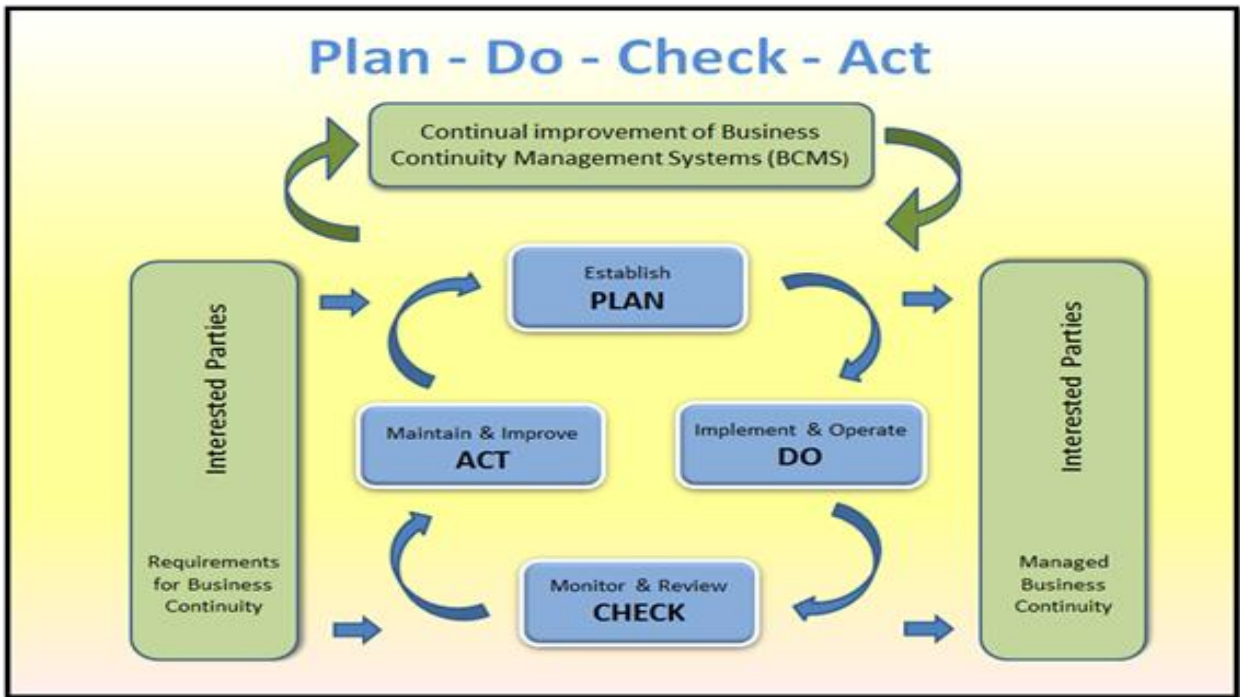 Plan - Do - Check - Act
Continual improvement of Business
Continuity Management Systems (BCMS)
Interested Parties
Requirements
for Business
Continuity
Establish
PLAN
Maintain & Improve
ACT
Implement & Operate
DO
Monitor & Review
CHECK
Interested Parties
Managed
Business
Continuity